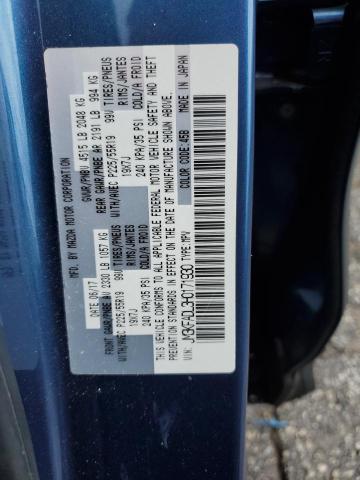 MFD BY: MAZDA MOTOR CORPORATION MADE IN JAPAN
DATE 06/17 GVWR/PNBV 4515 LB 2048 KG
FRONT GAWR/PNBE AV 2330 LB 1057 KG REAR GAWR/PNBE AR 2191 LB 994 KG
WITH/AVEC P225/55R19 99V TIRES/PNEUS WITH/AVEC P225/55R19 99V TIRES/PNEUS
19X7J RIMS/JANTES 19X7J RIMS/JANTES
240 KPA/35 PSI COLD/A FROID 240 KPA/35 PSI COLD/A FROID
THIS VEHICLE CONFORMS TO ALL APPLICABLE
FEDERAL MOTOR VEHICLE SAFETY AND THEFT
PREVENTION STANDARDS IN EFFECT ON THE
DATE OF MANUFACTURE SHOWN ABOVE.
VIN: TYPE: MPV COLOR CODE: 45B